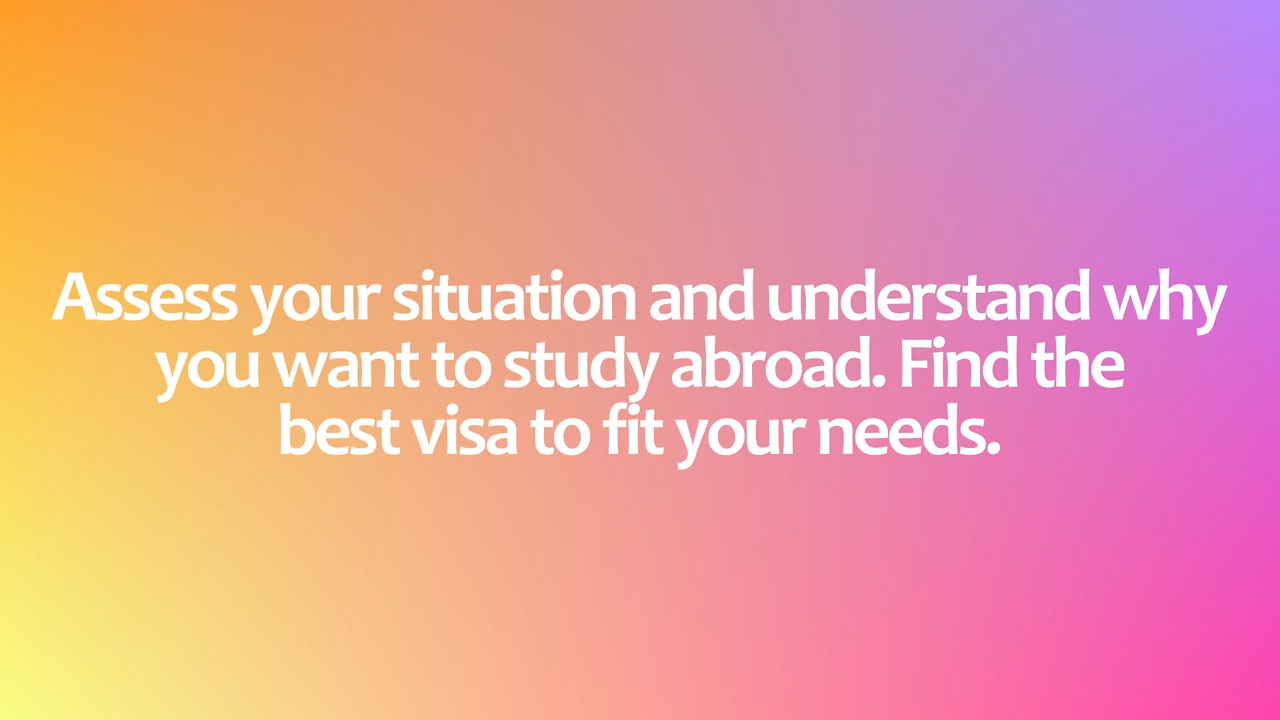 Assess your situation and understand why
you want to study abroad. Find the
best visa to fit your needs.